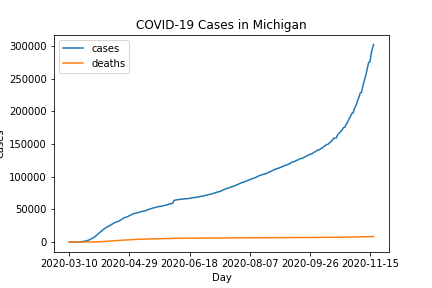 COVID-19 Cases in Michigan
cases
deaths
300000
250000
200000
150000
100000
50000
0
cases
2020-03-10 2020-04-29 2020-06-18 2020-08-07 2020-09-26 2020-11-15
Day